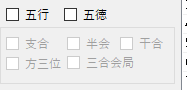 五行 五德
支合 半会 干合
方三位 三合会局